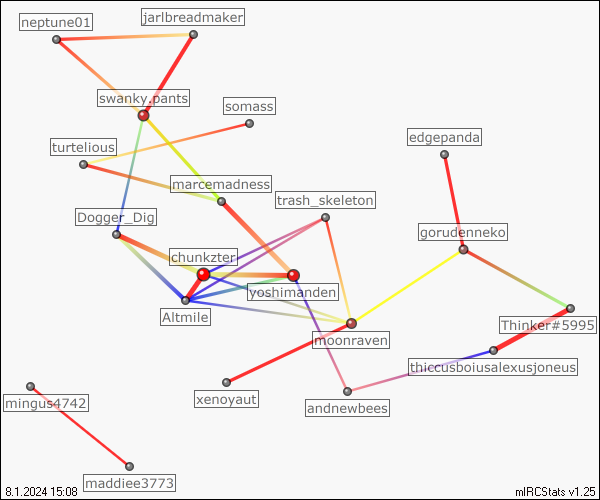 neptune01
jarlbreadmaker
swanky.pants
somass
edgepanda
turtelious
marcemadness
trash_skeleton
Dogger_Dig
gorudenneko
chunkzter
yoshimanden
Altmile
Thinker#5995
moonraven
thiccusboiusalexusjoneus
xenoyaut
andnewbees
mingus4742
maddiee3773
8.1.2024 15:08
mIRCStats v1.25